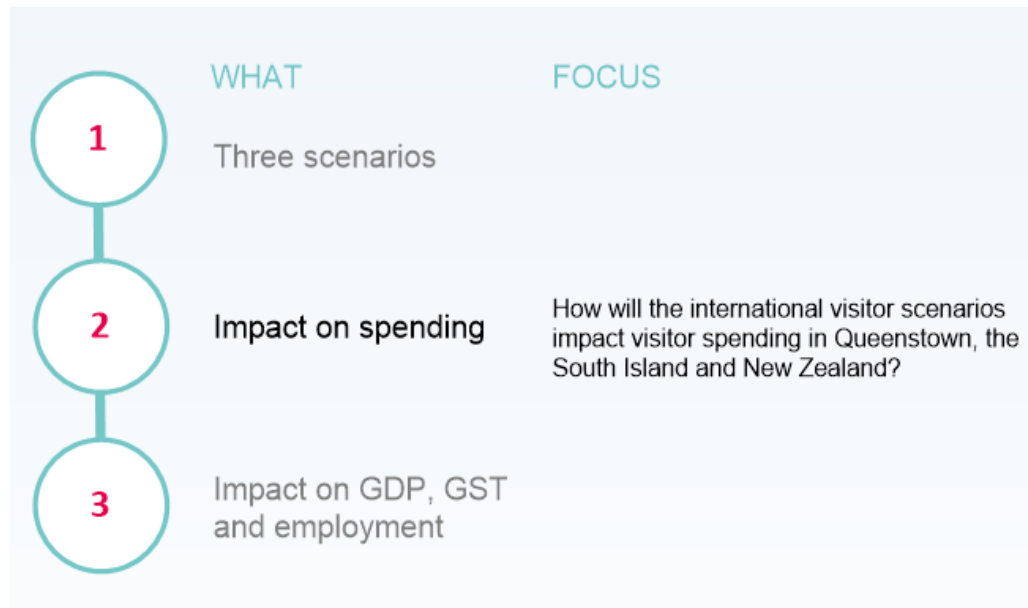 WHAT
FOCUS
1
Three scenarios
2
Impact on spending
How will the international visitor scenarios
impact visitor spending in Queenstown, the
South Island and New Zealand?
3
Impact on GDP, GST
and employment